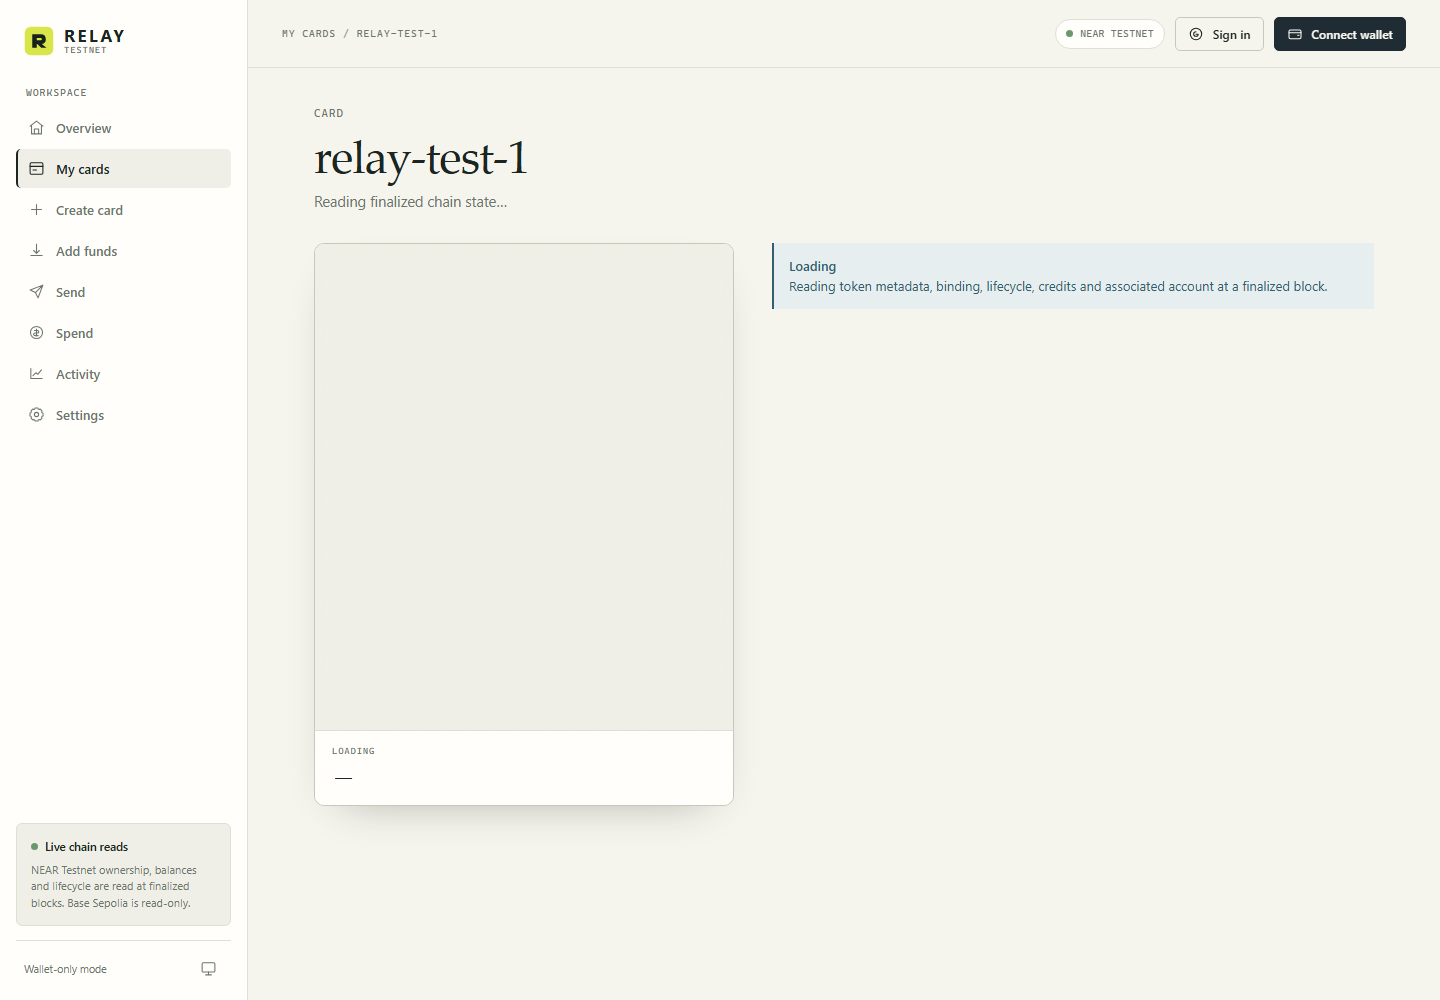 RELAY
TESTNET
WORKSPACE
Overview
My cards
Create card
Add funds
Send
Spend
Activity
Settings
Live chain reads
NEAR Testnet ownership, balances
and lifecycle are read at finalized
blocks. Base Sepolia is read-only.
Wallet-only mode
MY CARDS / RELAY-TEST-1
NEAR TESTNET
Sign in
Connect wallet
CARD
relay-test-1
Reading finalized chain state...
LOADING
—
Loading
Reading token metadata, binding, lifecycle, credits and associated account at a finalized block.